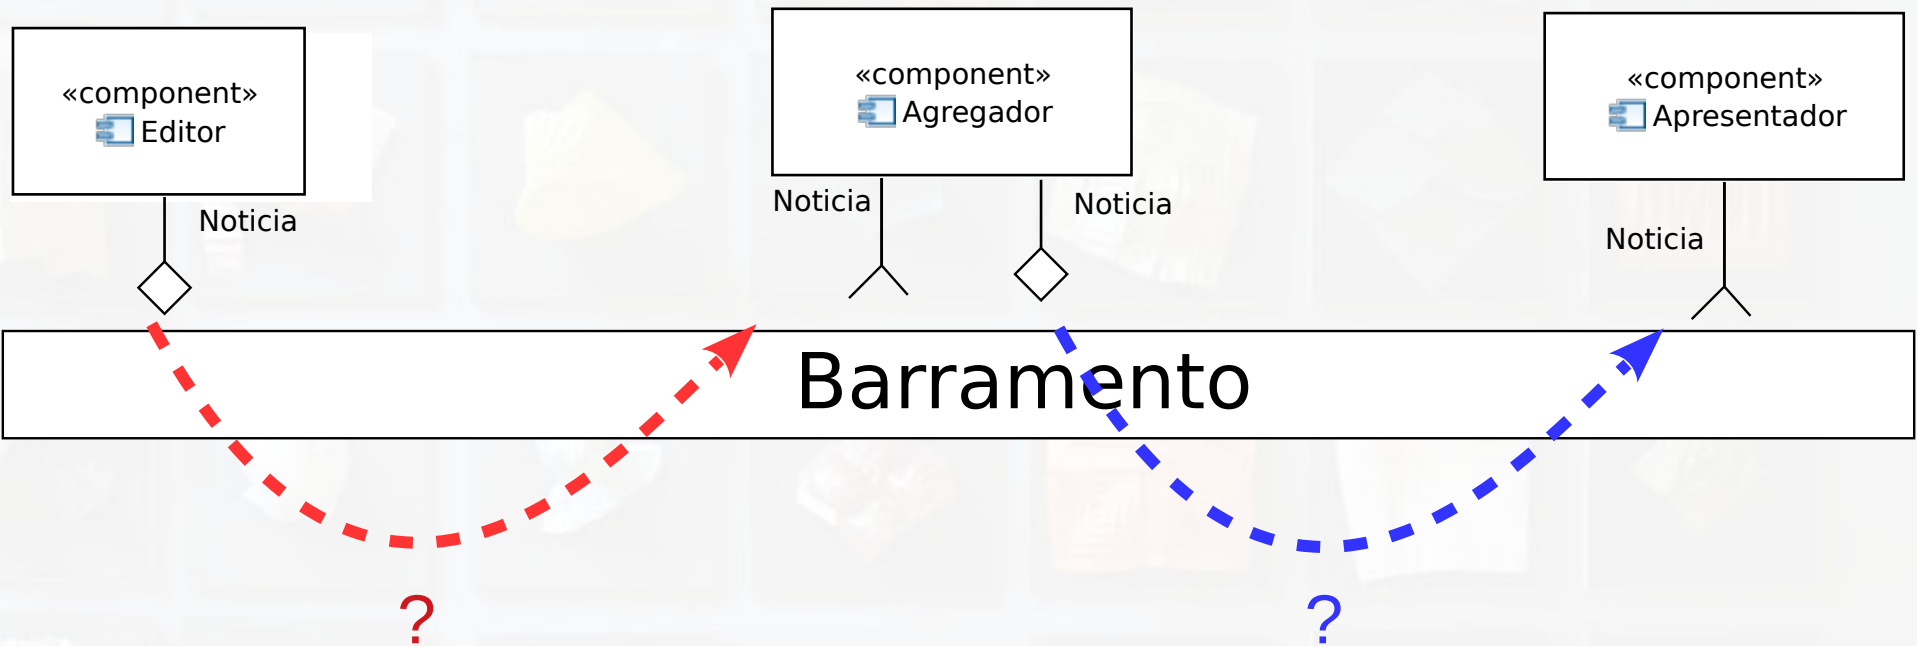 «component»
Editor
Noticia
«component»
Agregador
Noticia
Noticia
«component»
Apresentador
Noticia
Barramento
?
?